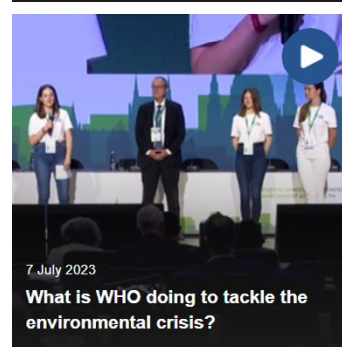 7 July 2023
What is WHO doing to tackle the
environmental crisis?